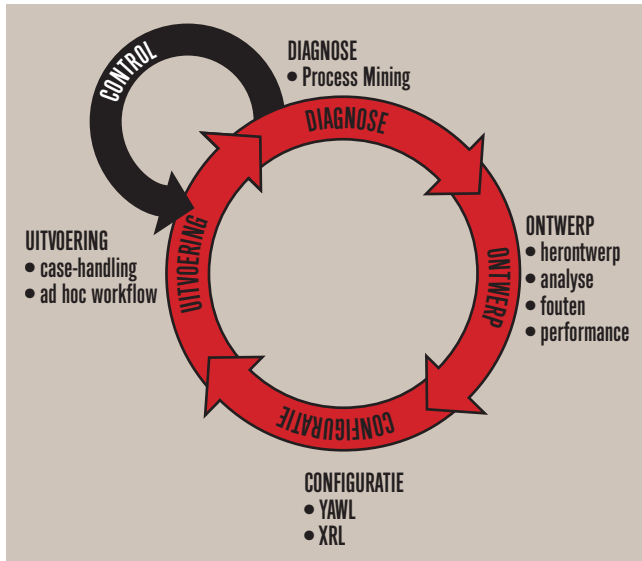 CONTROL
DIAGNOSE
• Process Mining
DIAGNOSE
UITVOERING
• case-handling
• ad hoc workflow
UITVOERING
ONTWERP
ONTWERP
• herontwerp
• analyse
• fouten
• performance
CONFIGURATIE
CONFIGURATIE
• YAWL
• XRL